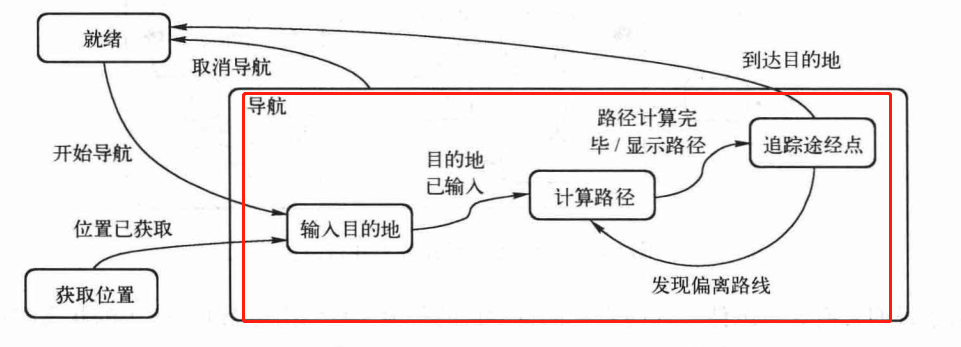 就绪
取消导航
到达目的地
导航
路径计算完
毕/显示路径
追踪途经点
开始导航
目的地
已输入
计算路径
位置已获取
输入目的地
获取位置
发现偏离路线